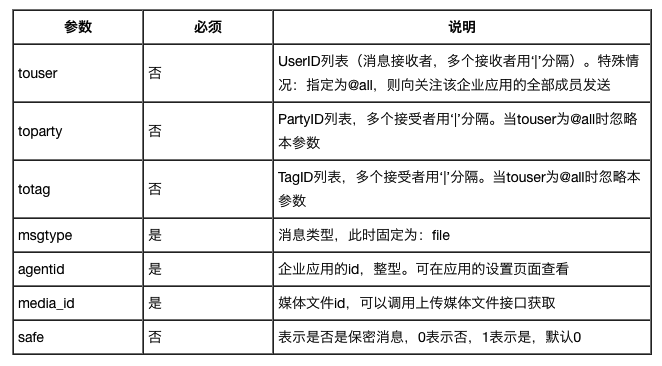 参数 必须 说明
touser 否 UserID列表（消息接收者，多个接收者用‘|’分隔）。特殊情
况：指定为@all，则向关注该企业应用的全部成员发送
toparty 否 PartyID列表，多个接受者用‘|’分隔。当touser为@all时忽略
本参数
totag 否 TagID列表，多个接受者用‘|’分隔。当touser为@all时忽略本
参数
msgtype 是 消息类型，此时固定为：file
agentid 是 企业应用的id，整型。可在应用的设置页面查看
media_id 是 媒体文件id，可以调用上传媒体文件接口获取
safe 否 表示是否是保密消息，0表示否，1表示是，默认0